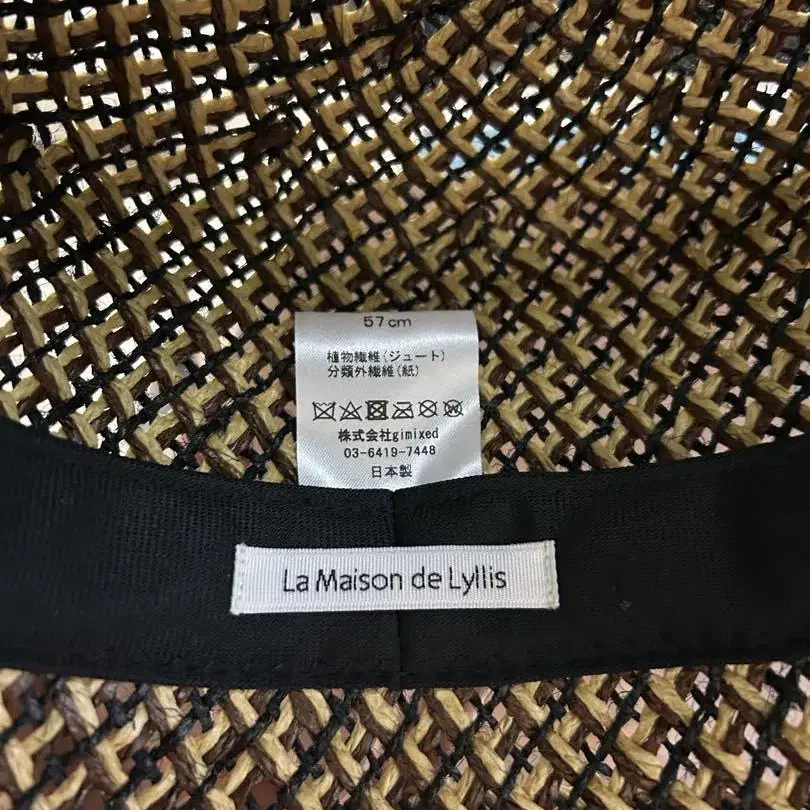 57cm
植物繊維(ジュート)
分類外繊維(紙)
株式会社gimixed
03-6419-7448
日本製
La Maison de Lyllis